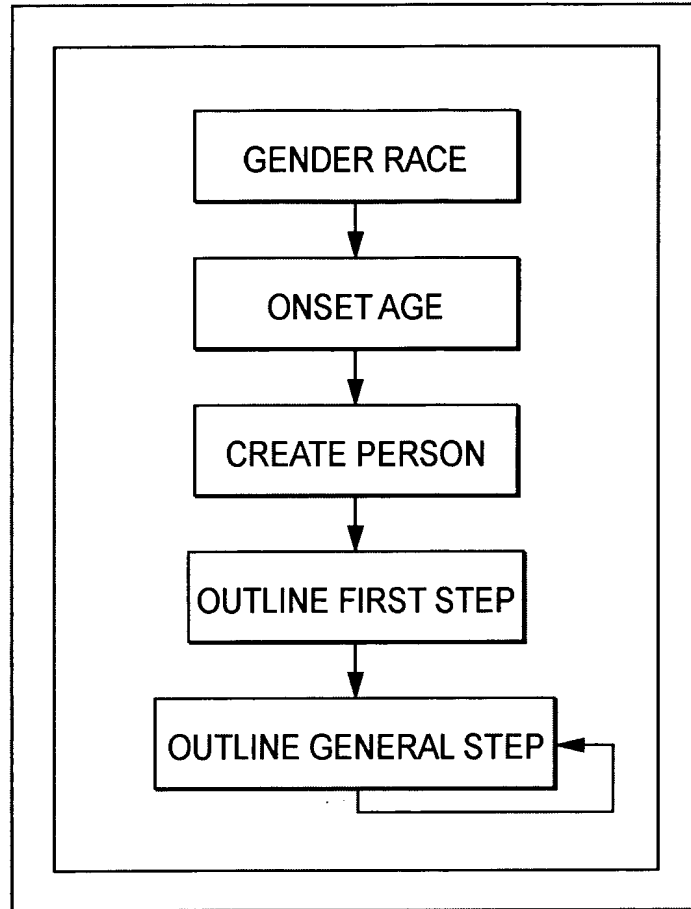 GENDER RACE
ONSET AGE
CREATE PERSON
OUTLINE FIRST STEP
OUTLINE GENERAL STEP